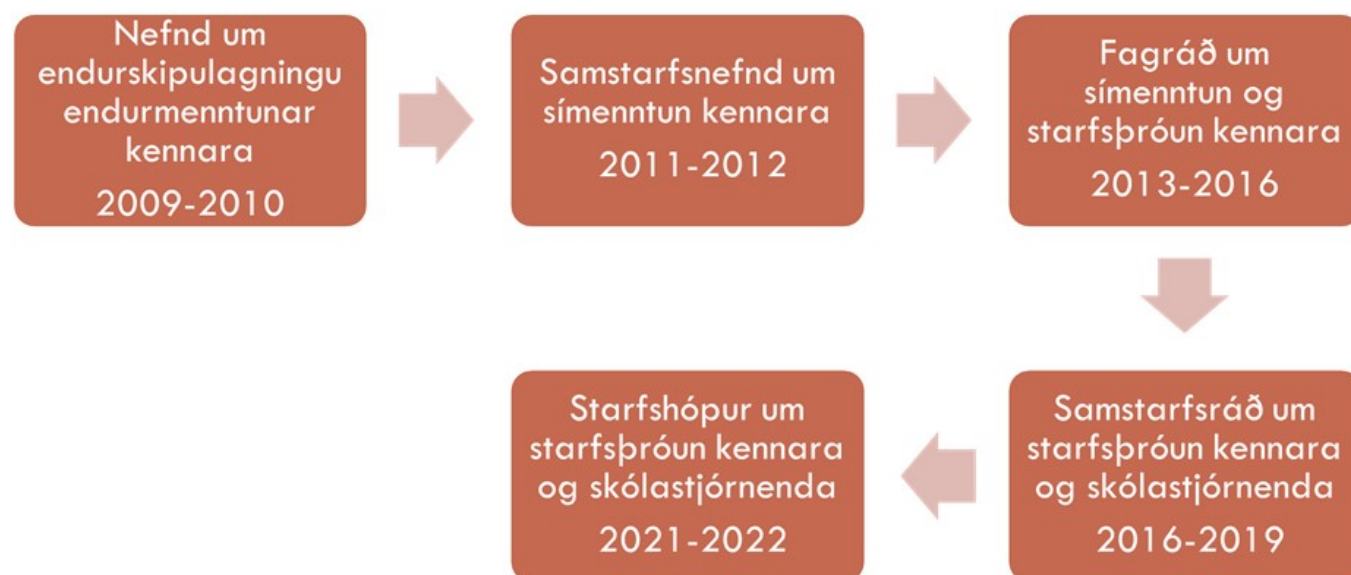 Nefnd um
endurskipulagningu
endurmenntunar
kennara
2009-2010
Samstarfsnefnd um
símenntun kennara
2011-2012
Fagráð um
símenntun og
starfsþróun kennara
2013-2016
Samstarfsráð um
starfsþróun kennara
og skólastjórnenda
2016-2019
Starfshópur um
starfsþróun kennara
og skólastjórnenda
2021-2022